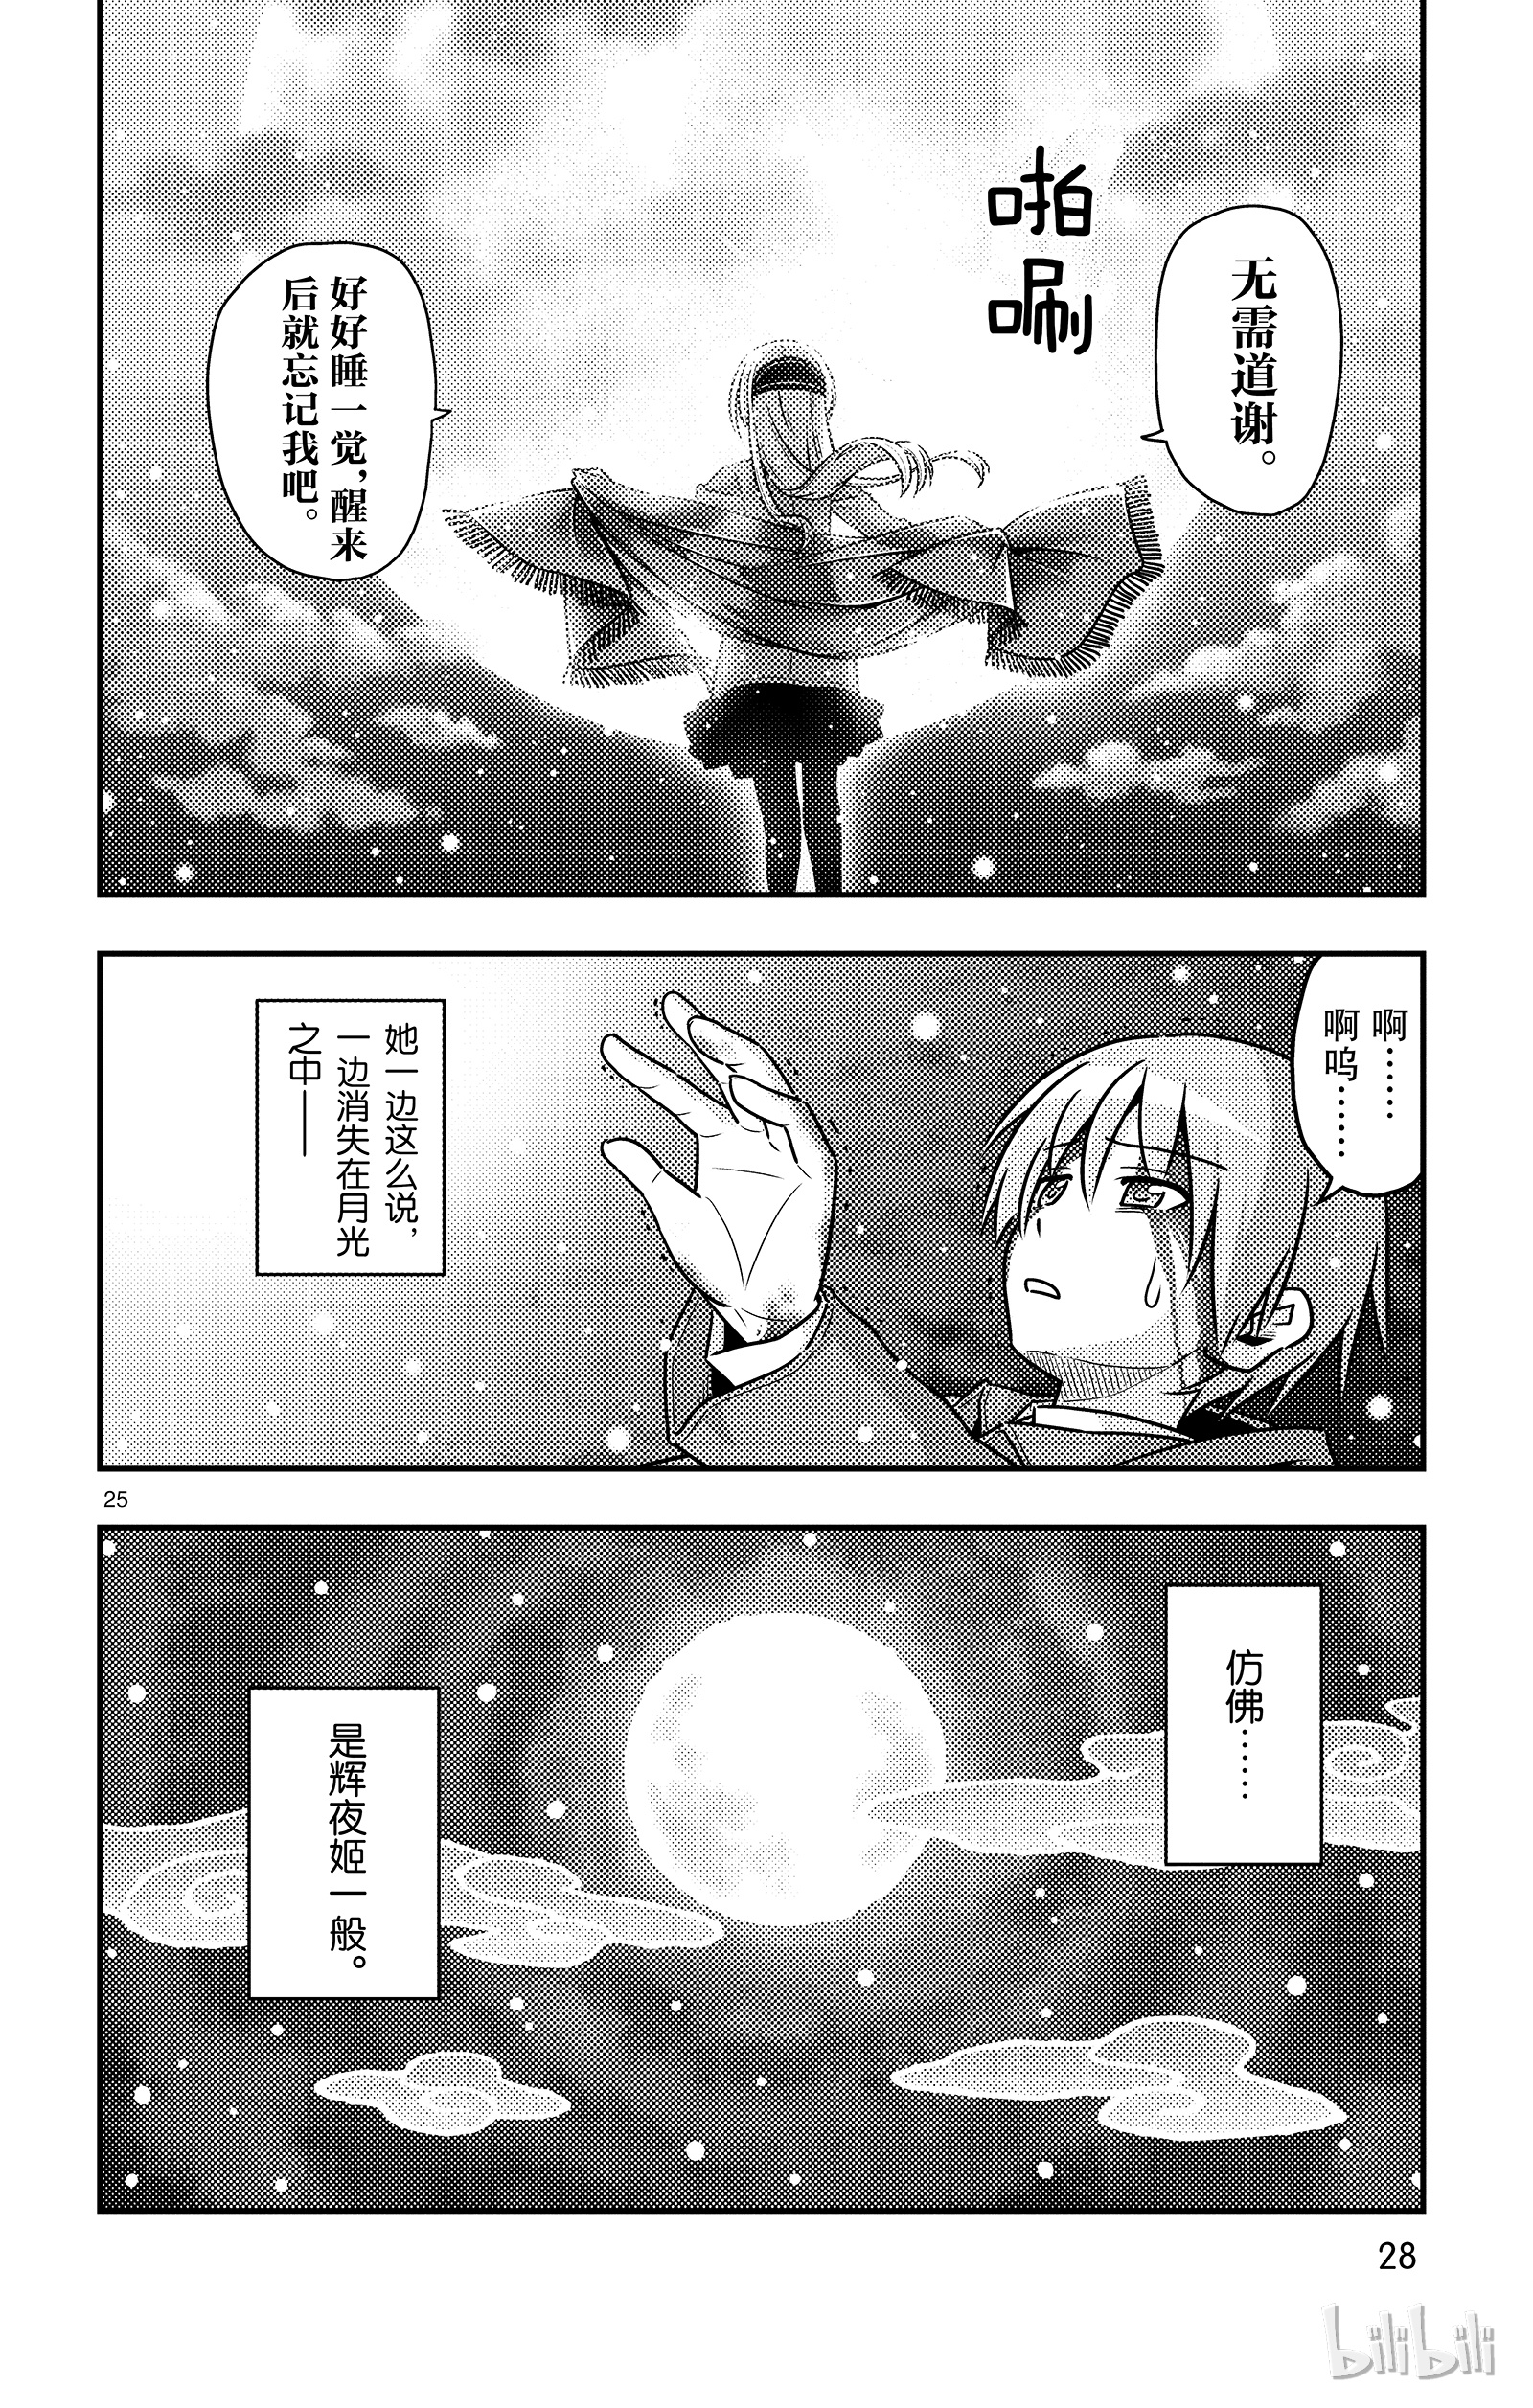 无需道谢。
啪唰
好好睡一觉，醒来
后就忘记我吧。
啊……
啊呜……
她一边这么说，
一边消失在月光
之中——
25
仿佛……
是辉夜姬一般。
28
bilibili